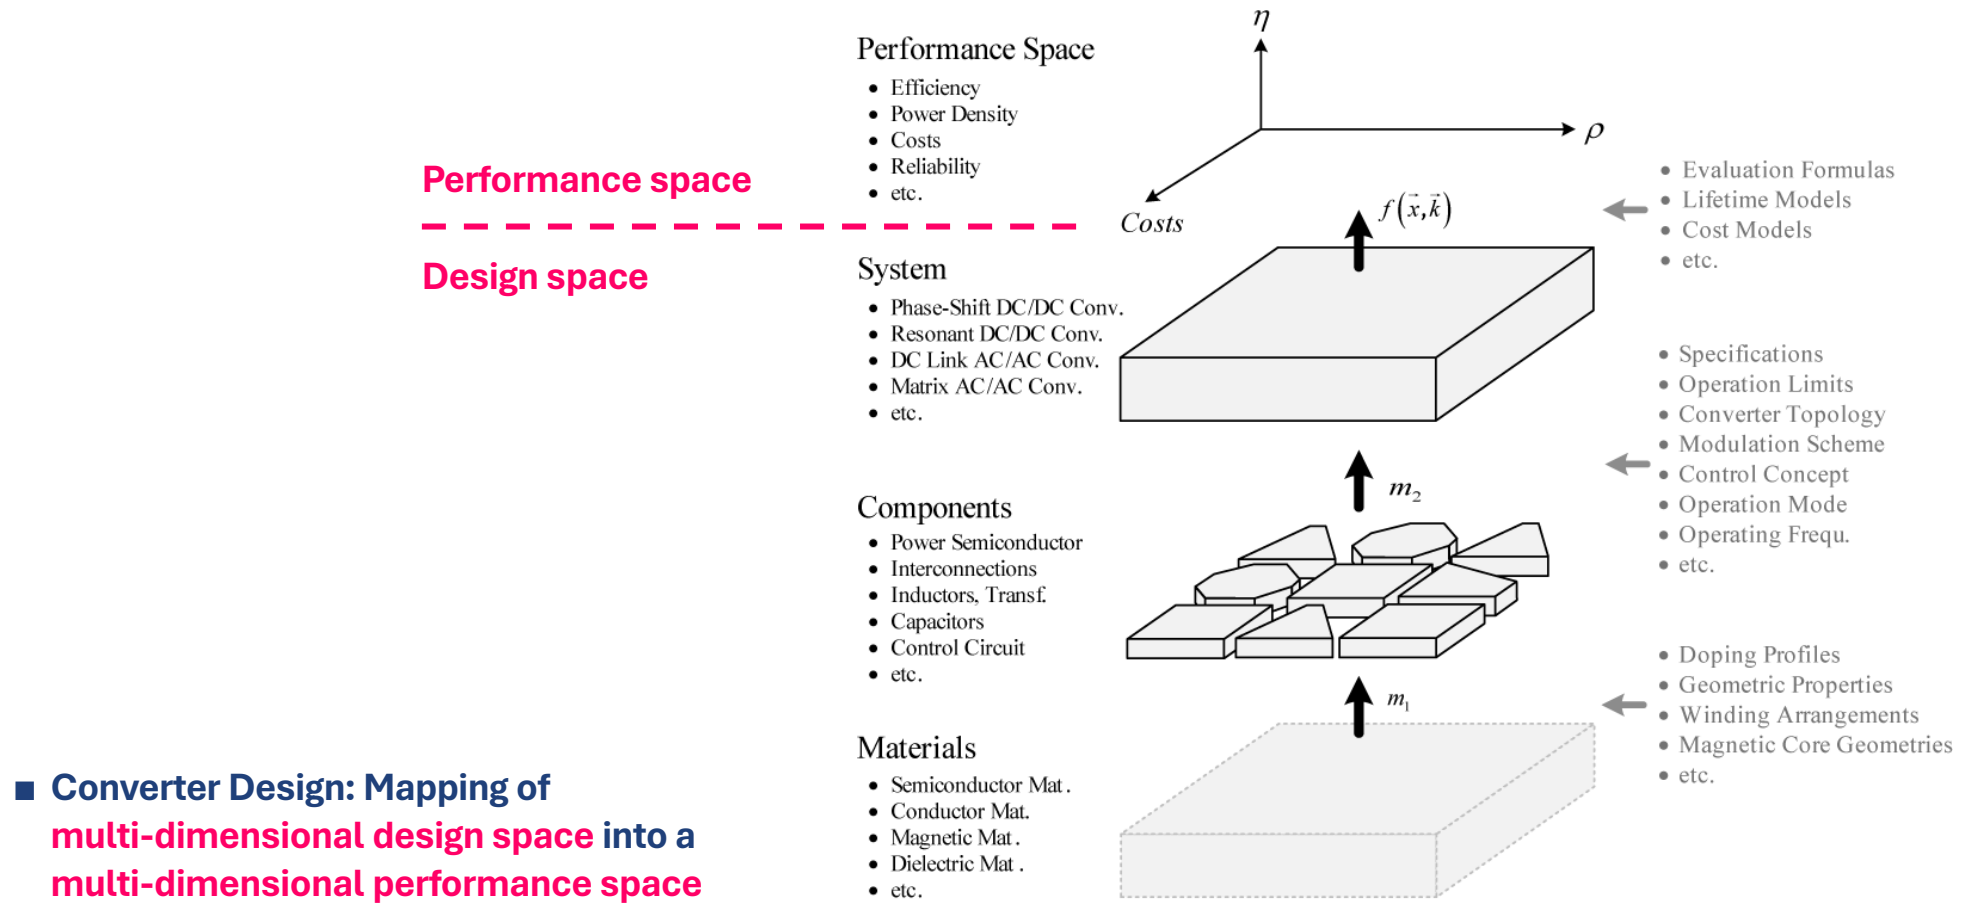 η
Performance Space
• Efficiency
• Power Density
• Costs
• Reliability
• etc.
ρ
Costs
Performance space
Design space
f(x⃗,k⃗)
• Evaluation Formulas
• Lifetime Models
• Cost Models
• etc.
System
• Phase-Shift DC/DC Conv.
• Resonant DC/DC Conv.
• DC Link AC/AC Conv.
• Matrix AC/AC Conv.
• etc.
• Specifications
• Operation Limits
• Converter Topology
• Modulation Scheme
• Control Concept
• Operation Mode
• Operating Frequ.
• etc.
m₂
Components
• Power Semiconductor
• Interconnections
• Inductors, Transf.
• Capacitors
• Control Circuit
• etc.
m₁
• Doping Profiles
• Geometric Properties
• Winding Arrangements
• Magnetic Core Geometries
• etc.
Materials
• Semiconductor Mat.
• Conductor Mat.
• Magnetic Mat.
• Dielectric Mat.
• etc.
■ Converter Design: Mapping of
multi-dimensional design space into a
multi-dimensional performance space